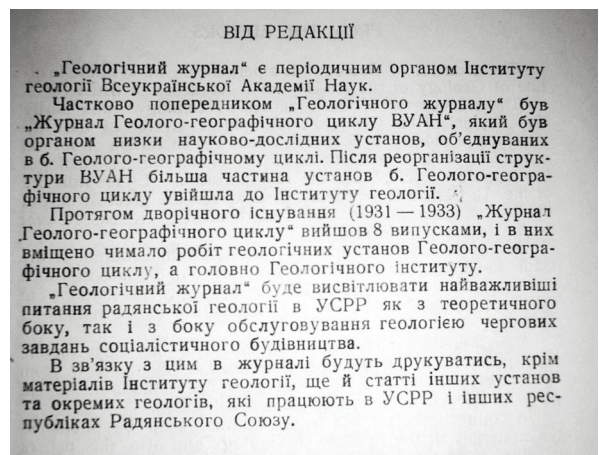 ВІД РЕДАКЦІЇ
„Геологічний журнал“ є періодичним органом Інституту
геології Всеукраїнської Академії Наук.
Частково попередником „Геологічного журналу“ був
„Журнал Геолого-географічного циклу ВУАН“, який був
органом низки науково-дослідних установ, об'єднуваних
в б. Геолого-географічному циклі. Після реорганізації струк-
тури ВУАН більша частина установ б. Геолого-геогра-
фічного циклу увійшла до Інституту геології.
Протягом дворічного існування (1931 — 1933) „Журнал
Геолого-географічного циклу“ вийшов 8 випусками, і в них
вміщено чимало робіт геологічних установ Геолого-геогра-
фічного циклу, а головно Геологічного інституту.
„Геологічний журнал“ буде висвітлювати найважливіші
питання радянської геології в УСРР як з теоретичного
боку, так і з боку обслуговування геологією чергових
завдань соціалістичного будівництва.
В зв'язку з цим в журналі будуть друкуватись, крім
матеріалів Інституту геології, ще й статті інших установ
та окремих геологів, які працюють в УСРР і інших рес-
публіках Радянського Союзу.